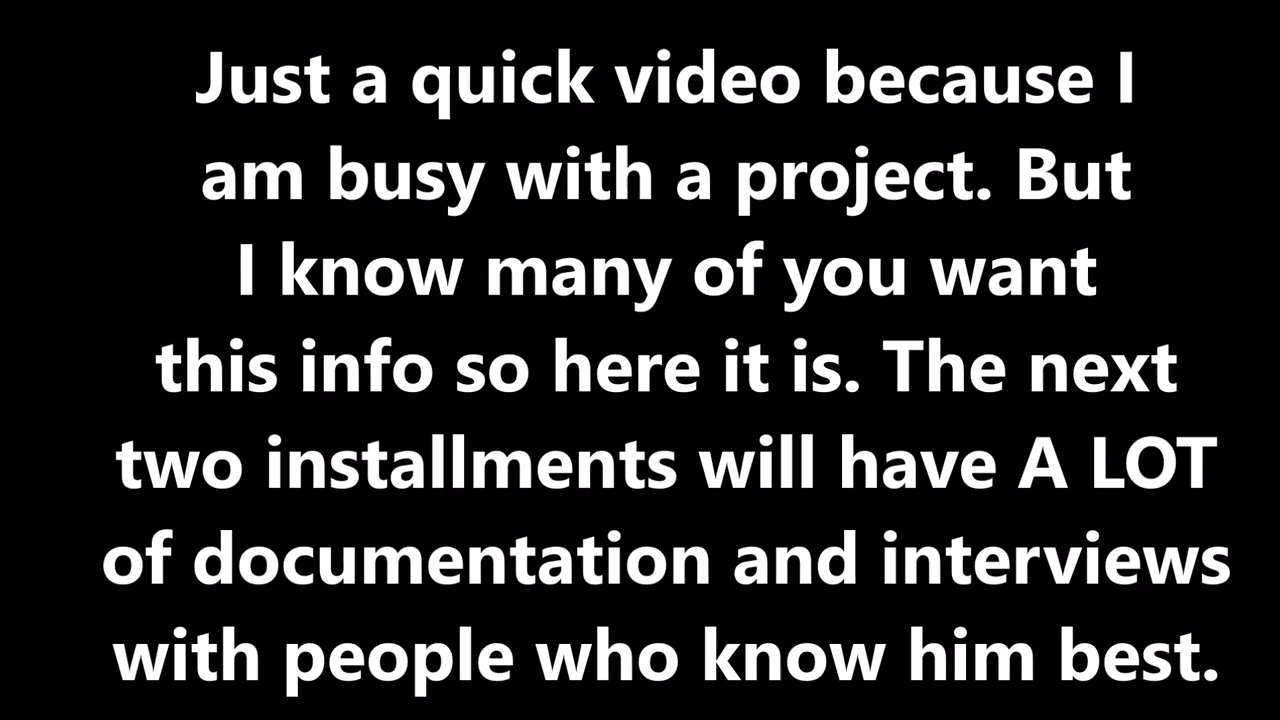 Just a quick video because I
am busy with a project. But
I know many of you want
this info so here it is. The next
two installments will have A LOT
of documentation and interviews
with people who know him best.